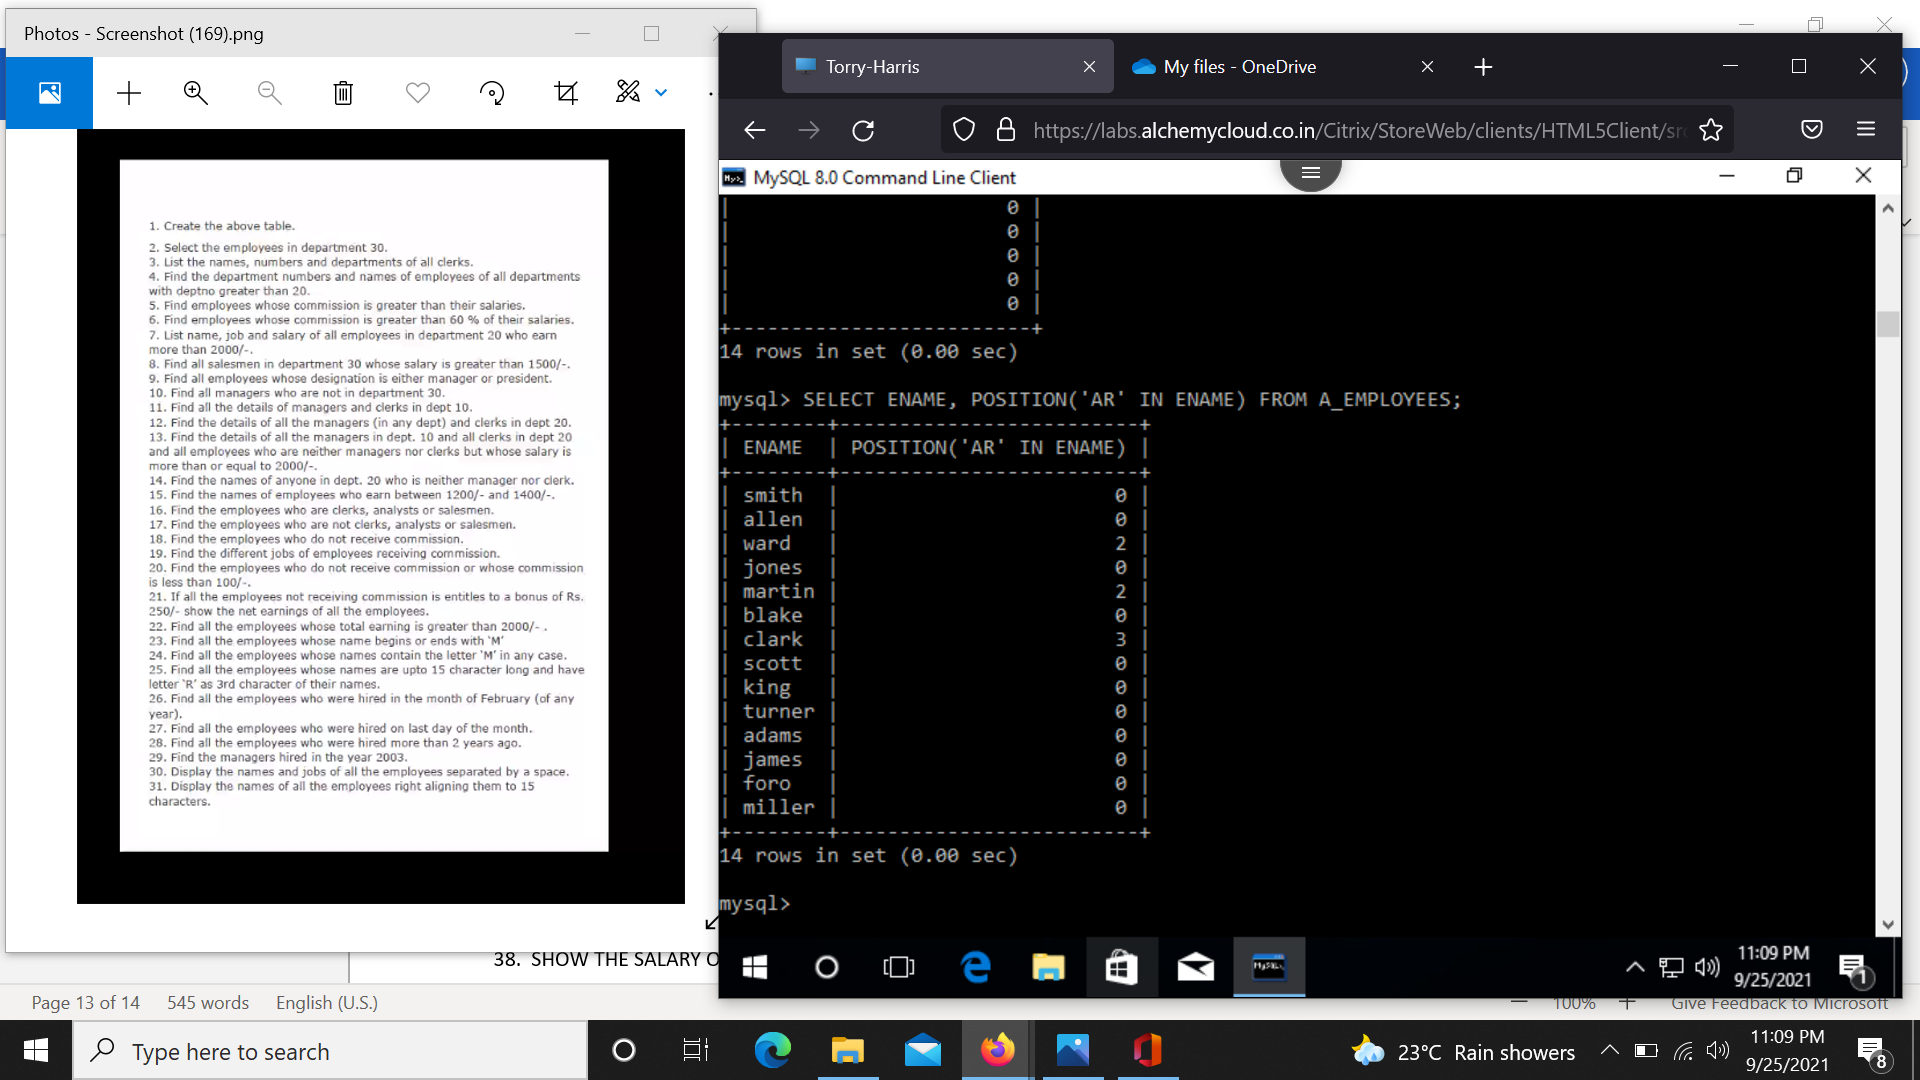 Photos - Screenshot (169).png
1. Create the above table.
2. Select the employees in department 30.
3. List the names, numbers and departments of all clerks.
4. Find the department numbers and names of employees of all departments
with deptno greater than 20.
5. Find employees whose commission is greater than their salaries.
6. Find employees whose commission is greater than 60 % of their salaries.
7. List name, job and salary of all employees in department 20 who earn
more than 2000/-.
8. Find all salesmen in department 30 whose salary is greater than 1500/-.
9. Find all employees whose designation is either manager or president.
10. Find all managers who are not in department 30.
11. Find all the details of managers and clerks in dept 10.
12. Find the details of all the managers (in any dept) and clerks in dept 20.
13. Find the details of all the managers in dept. 10 and all clerks in dept 20
and all employees who are neither managers nor clerks but whose salary is
more than or equal to 2000/-.
14. Find the names of anyone in dept. 20 who is neither manager nor clerk.
15. Find the names of employees who earn between 1200/- and 1400/-.
16. Find the employees who are clerks, analysts or salesmen.
17. Find the employees who are not clerks, analysts or salesmen.
18. Find the employees who do not receive commission.
19. Find the different jobs of employees receiving commission.
20. Find the employees who do not receive commission or whose commission
is less than 100/-.
21. If all the employees not receiving commission is entitles to a bonus of Rs.
250/- show the net earnings of all the employees.
22. Find all the employees whose total earning is greater than 2000/- .
23. Find all the employees whose name begins or ends with `M'
24. Find all the employees whose names contain the letter `M' in any case.
25. Find all the employees whose names are upto 15 character long and have
letter `R' as 3rd character of their names.
26. Find all the employees who were hired in the month of February (of any
year).
27. Find all the employees who were hired on last day of the month.
28. Find all the employees who were hired more than 2 years ago.
29. Find the managers hired in the year 2003.
30. Display the names and jobs of all the employees separated by a space.
31. Display the names of all the employees right aligning them to 15
characters.
38. SHOW THE SALARY O
Page 13 of 14 545 words English (U.S.)
Torry-Harris
My files - OneDrive
https://labs.alchemycloud.co.in/Citrix/StoreWeb/clients/HTML5Client/src
MySQL 8.0 Command Line Client
| 0 |
| 0 |
| 0 |
| 0 |
| 0 |
+--------------------------+
14 rows in set (0.00 sec)
mysql> SELECT ENAME, POSITION('AR' IN ENAME) FROM A_EMPLOYEES;
+--------+--------------------------+
| ENAME | POSITION('AR' IN ENAME) |
+--------+--------------------------+
| smith | 0 |
| allen | 0 |
| ward | 2 |
| jones | 0 |
| martin | 2 |
| blake | 0 |
| clark | 3 |
| scott | 0 |
| king | 0 |
| turner | 0 |
| adams | 0 |
| james | 0 |
| foro | 0 |
| miller | 0 |
+--------+--------------------------+
14 rows in set (0.00 sec)
mysql>
MySQL
11:09 PM
9/25/2021
1
100%
Give Feedback to Microsoft
Type here to search
23°C Rain showers
11:09 PM
9/25/2021
8